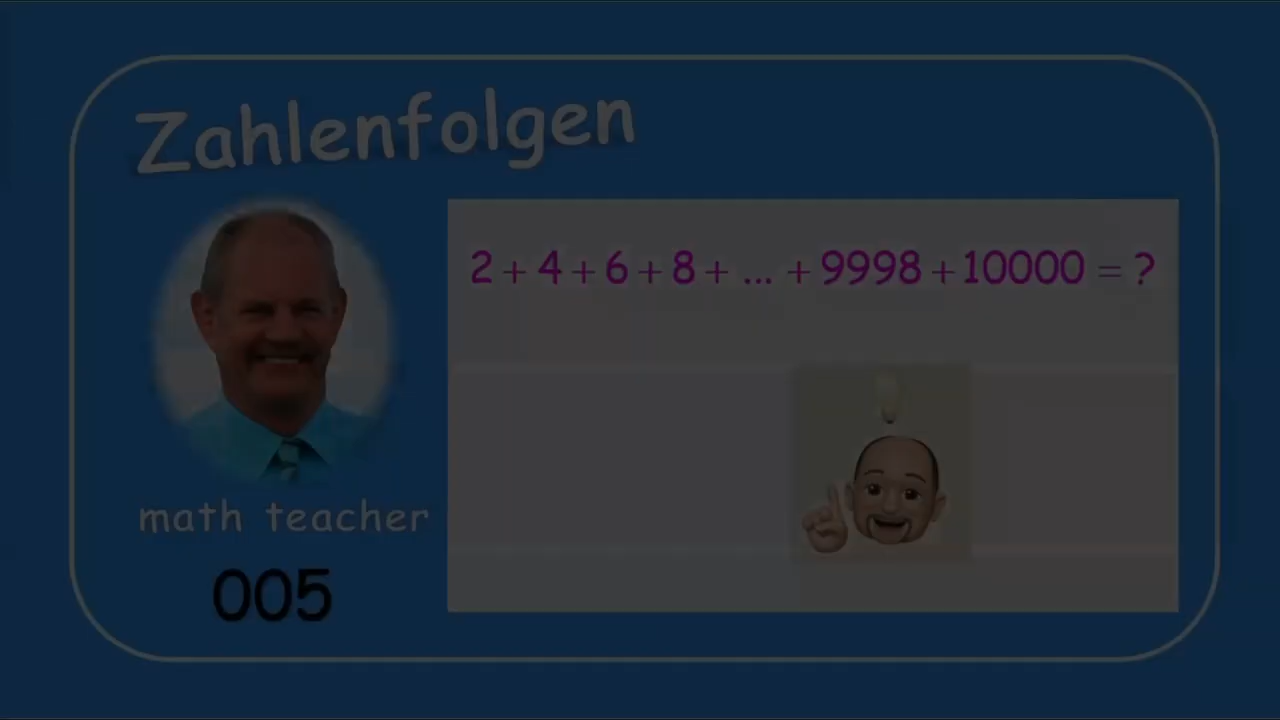 Zahlenfolgen
2 + 4 + 6 + 8 + ... + 9998 + 10000 = ?
math teacher
005